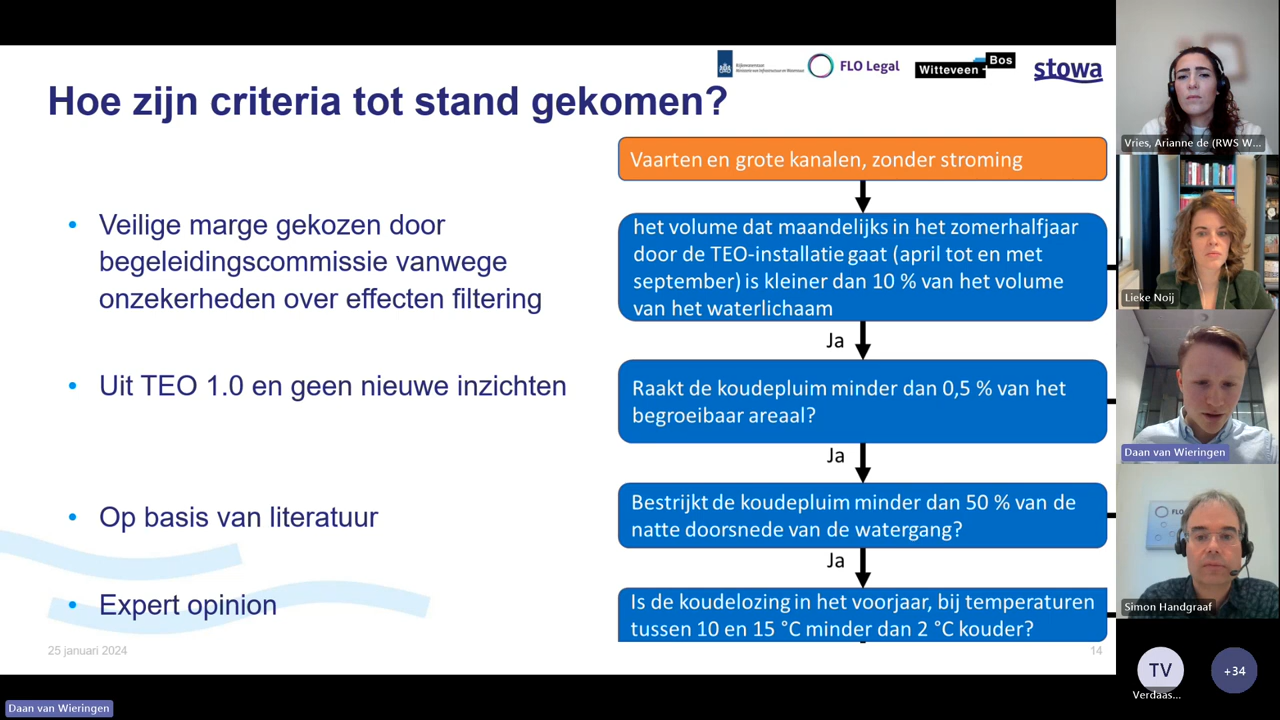 FLO Legal
Witteveen
Bos
stowa
Hoe zijn criteria tot stand gekomen?
• Veilige marge gekozen door
begeleidingscommissie vanwege
onzekerheden over effecten filtering
• Uit TEO 1.0 en geen nieuwe inzichten
• Op basis van literatuur
• Expert opinion
Vaarten en grote kanalen, zonder stroming
het volume dat maandelijks in het zomerhalfjaar
door de TEO-installatie gaat (april tot en met
september) is kleiner dan 10 % van het volume
van het waterlichaam
Ja
Raakt de koudepluim minder dan 0,5 % van het
begroeibaar areaal?
Ja
Bestrijkt de koudepluim minder dan 50 % van de
natte doorsnede van de watergang?
Ja
Is de koudelozing in het voorjaar, bij temperaturen
tussen 10 en 15 °C minder dan 2 °C kouder?
25 januari 2024
14
Vries, Arianne de (RWS W...
Lieke Noij
Daan van Wieringen
FLO
Simon Handgraaf
TV
Verdaas...
+34
Daan van Wieringen